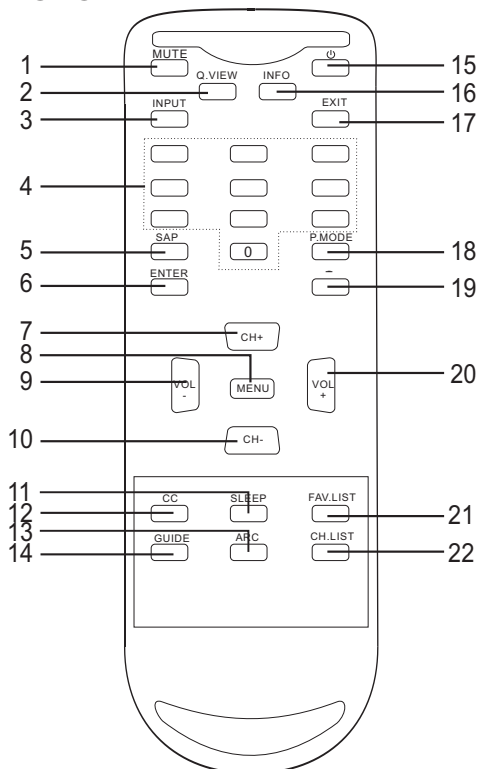 MUTE
1 15
Q.VIEW INFO
2 16
INPUT EXIT
3 17
4
SAP P.MODE
5 0 18
ENTER -
6 19
7 CH+
8
9 VOL - MENU VOL + 20
10 CH-
11
CC SLEEP FAV.LIST
12 21
13
GUIDE ARC CH.LIST
14 22